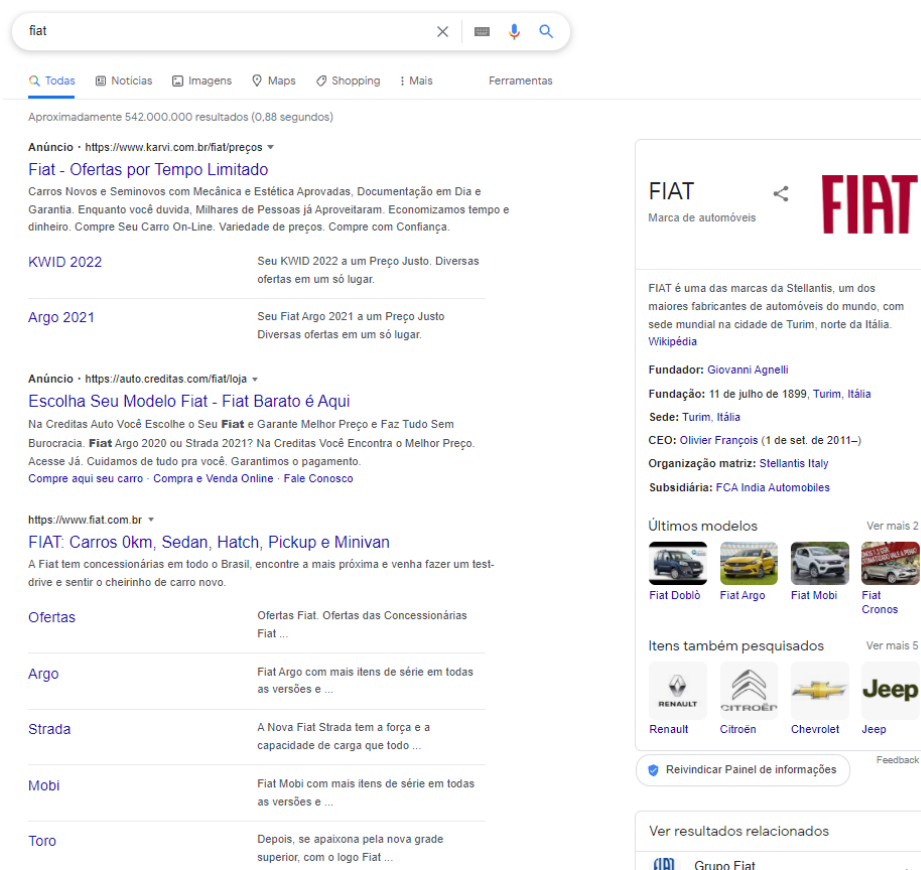 fiat
Todas Notícias Imagens Maps Shopping Mais Ferramentas
Aproximadamente 542.000.000 resultados (0,88 segundos)
Anúncio · https://www.karvi.com.br/fiat/preços
Fiat - Ofertas por Tempo Limitado
Carros Novos e Seminovos com Mecânica e Estética Aprovadas, Documentação em Dia e
Garantia. Enquanto você duvida, Milhares de Pessoas já Aproveitaram. Economizamos tempo e
dinheiro. Compre Seu Carro On-Line. Variedade de preços. Compre com Confiança.
KWID 2022
Seu KWID 2022 a um Preço Justo. Diversas
ofertas em um só lugar.
Argo 2021
Seu Fiat Argo 2021 a um Preço Justo
Diversas ofertas em um só lugar.
Anúncio · https://auto.creditas.com/fiat/loja
Escolha Seu Modelo Fiat - Fiat Barato é Aqui
Na Creditas Auto Você Escolhe o Seu Fiat e Garante Melhor Preço e Faz Tudo Sem
Burocracia. Fiat Argo 2020 ou Strada 2021? Na Creditas Você Encontra o Melhor Preço.
Acesse Já. Cuidamos de tudo pra você. Garantimos o pagamento.
Compre aqui seu carro · Compra e Venda Online · Fale Conosco
https://www.fiat.com.br
FIAT: Carros 0km, Sedan, Hatch, Pickup e Minivan
A Fiat tem concessionárias em todo o Brasil, encontre a mais próxima e venha fazer um test-
drive e sentir o cheirinho de carro novo.
Ofertas
Ofertas Fiat. Ofertas das Concessionárias
Fiat ...
Argo
Fiat Argo com mais itens de série em todas
as versões e ...
Strada
A Nova Fiat Strada tem a força e a
capacidade de carga que todo ...
Mobi
Fiat Mobi com mais itens de série em todas
as versões e ...
Toro
Depois, se apaixona pela nova grade
superior, com o logo Fiat ...
FIAT
Marca de automóveis
FIAT
FIAT é uma das marcas da Stellantis, um dos
maiores fabricantes de automóveis do mundo, com
sede mundial na cidade de Turim, norte da Itália.
Wikipédia
Fundador: Giovanni Agnelli
Fundação: 11 de julho de 1899, Turim, Itália
Sede: Turim, Itália
CEO: Olivier François (1 de set. de 2011–)
Organização matriz: Stellantis Italy
Subsidiária: FCA India Automobiles
Últimos modelos Ver mais 2
Fiat Doblò Fiat Argo Fiat Mobi Fiat
Cronos
Itens também pesquisados Ver mais 5
RENAULT CITROËN Jeep
Renault Citroën Chevrolet Jeep
Feedback
Reivindicar Painel de informações
Ver resultados relacionados
FIAT Grupo Fiat